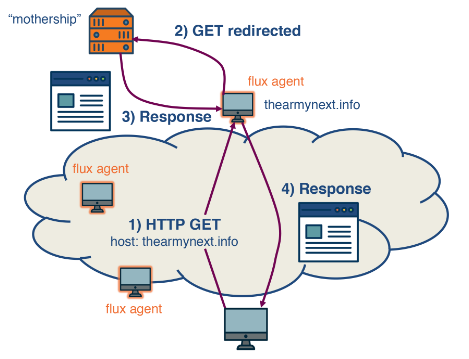 “mothership”
2) GET redirected
flux agent
thearmynext.info
3) Response
flux agent
4) Response
1) HTTP GET
host: thearmynext.info
flux agent